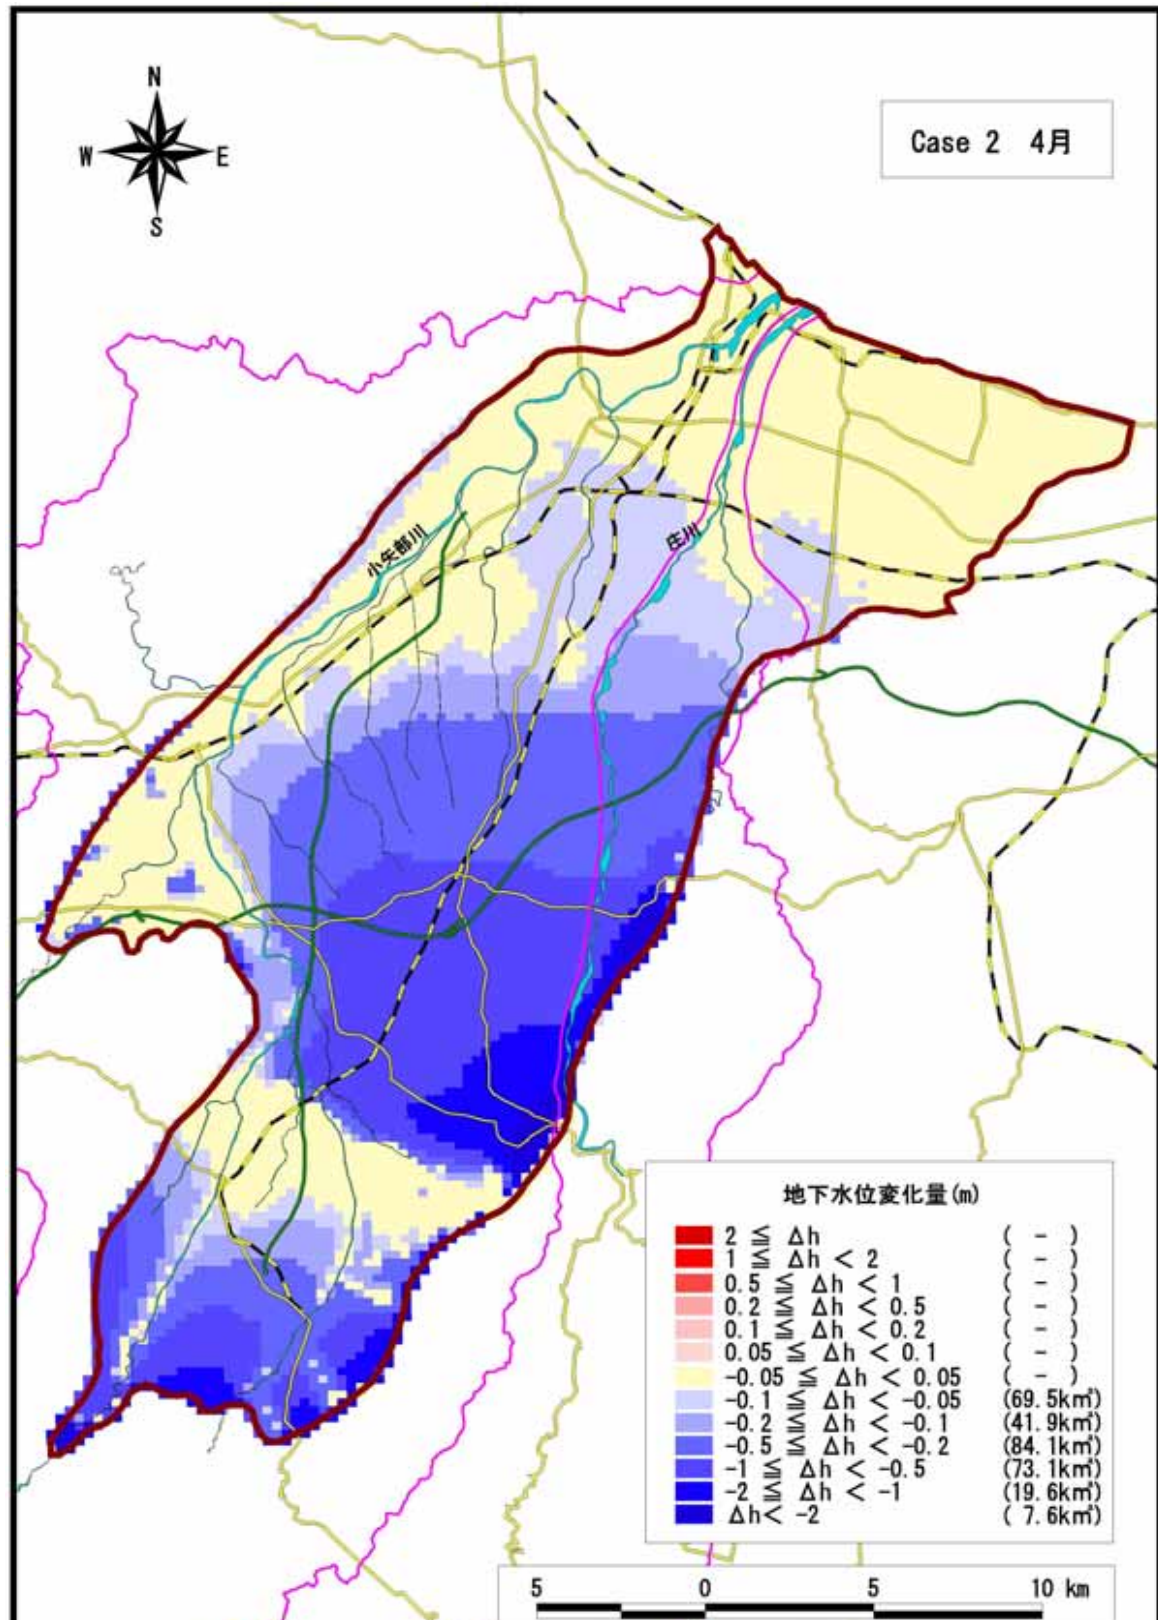 N
W E
S
Case 2 4月
小矢部川
庄川
地下水位変化量(m)
2 ≦ Δh ( - )
1 ≦ Δh < 2 ( - )
0.5 ≦ Δh < 1 ( - )
0.2 ≦ Δh < 0.5 ( - )
0.1 ≦ Δh < 0.2 ( - )
0.05 ≦ Δh < 0.1 ( - )
-0.05 ≦ Δh < 0.05 ( - )
-0.1 ≦ Δh < -0.05 (69.5k㎡)
-0.2 ≦ Δh < -0.1 (41.9k㎡)
-0.5 ≦ Δh < -0.2 (84.1k㎡)
-1 ≦ Δh < -0.5 (73.1k㎡)
-2 ≦ Δh < -1 (19.6k㎡)
Δh< -2 ( 7.6k㎡)
5 0 5 10 km